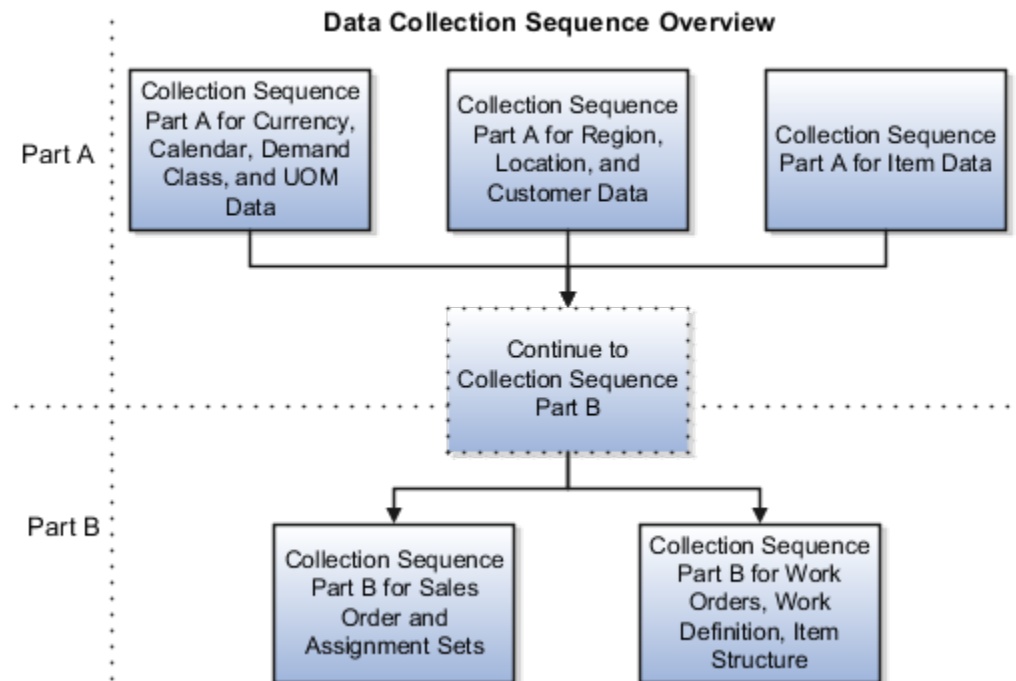 Data Collection Sequence Overview
Part A
Collection Sequence
Part A for Currency,
Calendar, Demand
Class, and UOM
Data
Collection Sequence
Part A for Region,
Location, and
Customer Data
Collection Sequence
Part A for Item Data
Continue to
Collection Sequence
Part B
Part B
Collection Sequence
Part B for Sales
Order and
Assignment Sets
Collection Sequence
Part B for Work
Orders, Work
Definition, Item
Structure